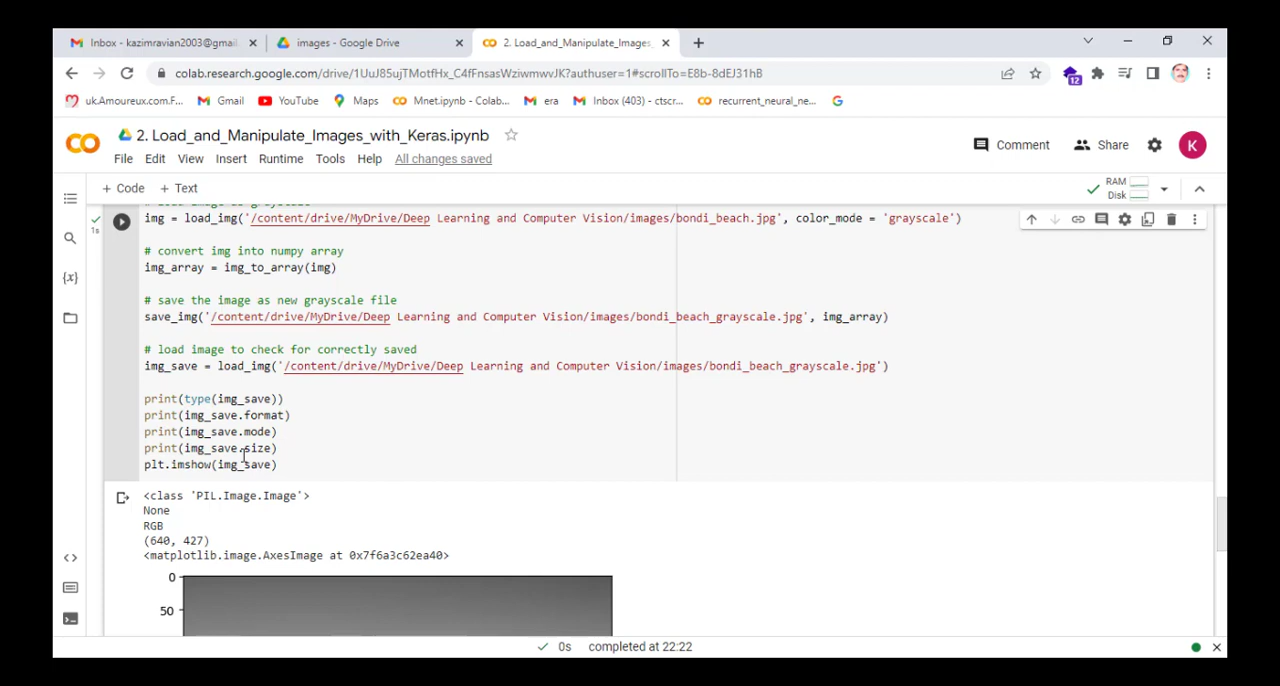 Inbox - kazimravian2003@gmail. images - Google Drive 2. Load_and_Manipulate_Images_
colab.research.google.com/drive/1UuJ85ujTMotfHx_C4fFnsasWziwmwvJK?authuser=1#scrollTo=E8b-8dEJ31hB
12
uk.Amoureux.com.F... Gmail YouTube Maps Mnet.ipynb - Colab... era Inbox (403) - ctscr... recurrent_neural_ne...
2. Load_and_Manipulate_Images_with_Keras.ipynb
Comment Share K
File Edit View Insert Runtime Tools Help All changes saved
+ Code + Text RAM
Disk
img = load_img('/content/drive/MyDrive/Deep Learning and Computer Vision/images/bondi_beach.jpg', color_mode = 'grayscale')
1s
# convert img into numpy array
img_array = img_to_array(img)
# save the image as new grayscale file
save_img('/content/drive/MyDrive/Deep Learning and Computer Vision/images/bondi_beach_grayscale.jpg', img_array)
# load image to check for correctly saved
img_save = load_img('/content/drive/MyDrive/Deep Learning and Computer Vision/images/bondi_beach_grayscale.jpg')
print(type(img_save))
print(img_save.format)
print(img_save.mode)
print(img_save.size)
plt.imshow(img_save)
<class 'PIL.Image.Image'>
None
RGB
(640, 427)
<matplotlib.image.AxesImage at 0x7f6a3c62ea40>
0
50
0s completed at 22:22